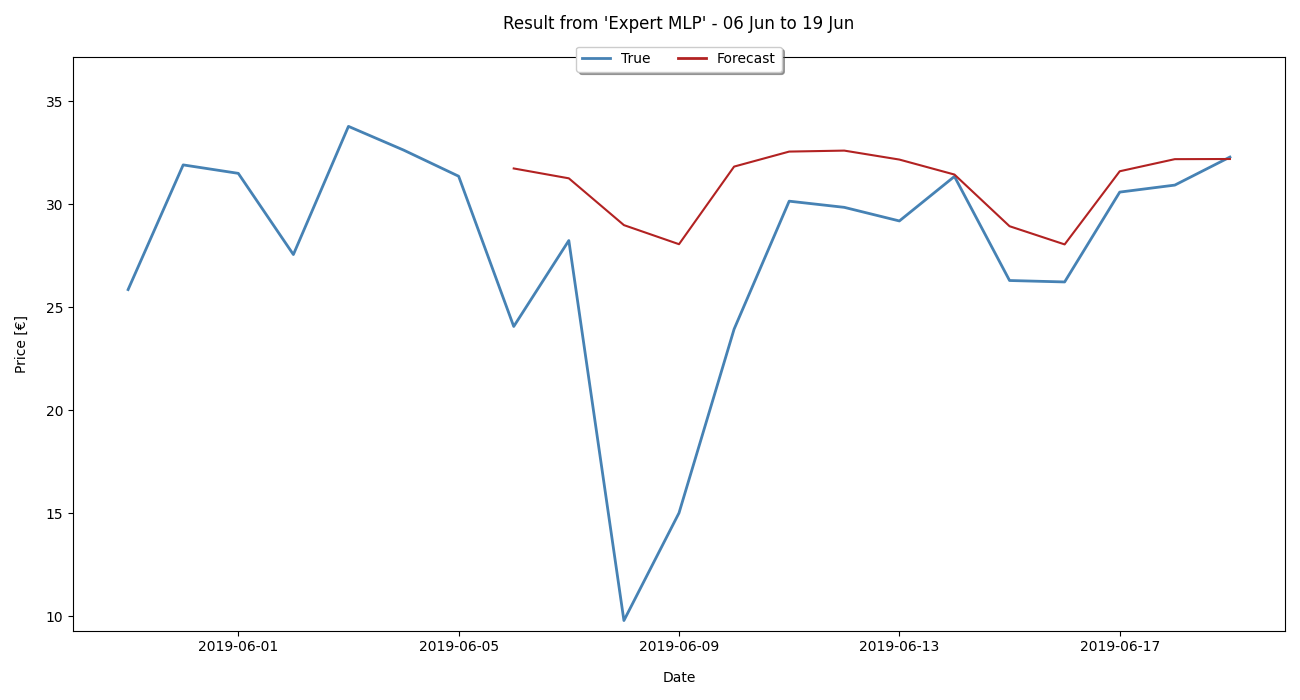 Result from 'Expert MLP' - 06 Jun to 19 Jun
True Forecast
35
30
25
20
15
10
Price [€]
2019-06-01 2019-06-05 2019-06-09 2019-06-13 2019-06-17
Date